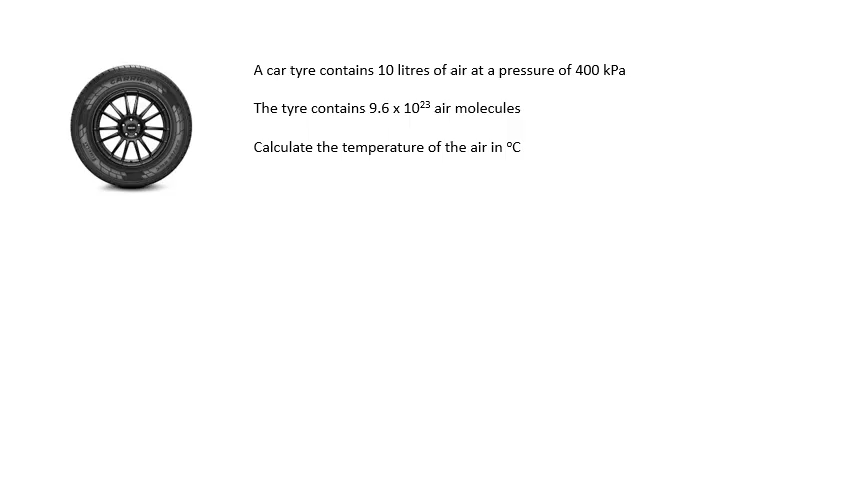 A car tyre contains 10 litres of air at a pressure of 400 kPa
The tyre contains 9.6 x 10²³ air molecules
Calculate the temperature of the air in °C